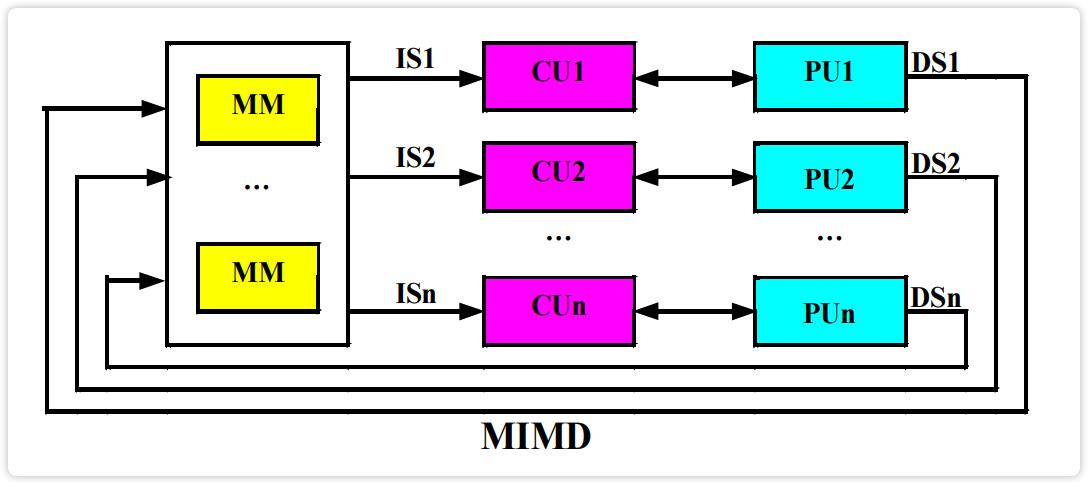 IS1 CU1 PU1 DS1
MM
IS2 CU2 PU2 DS2
...
... ...
MM
ISn CUn PUn DSn
MIMD